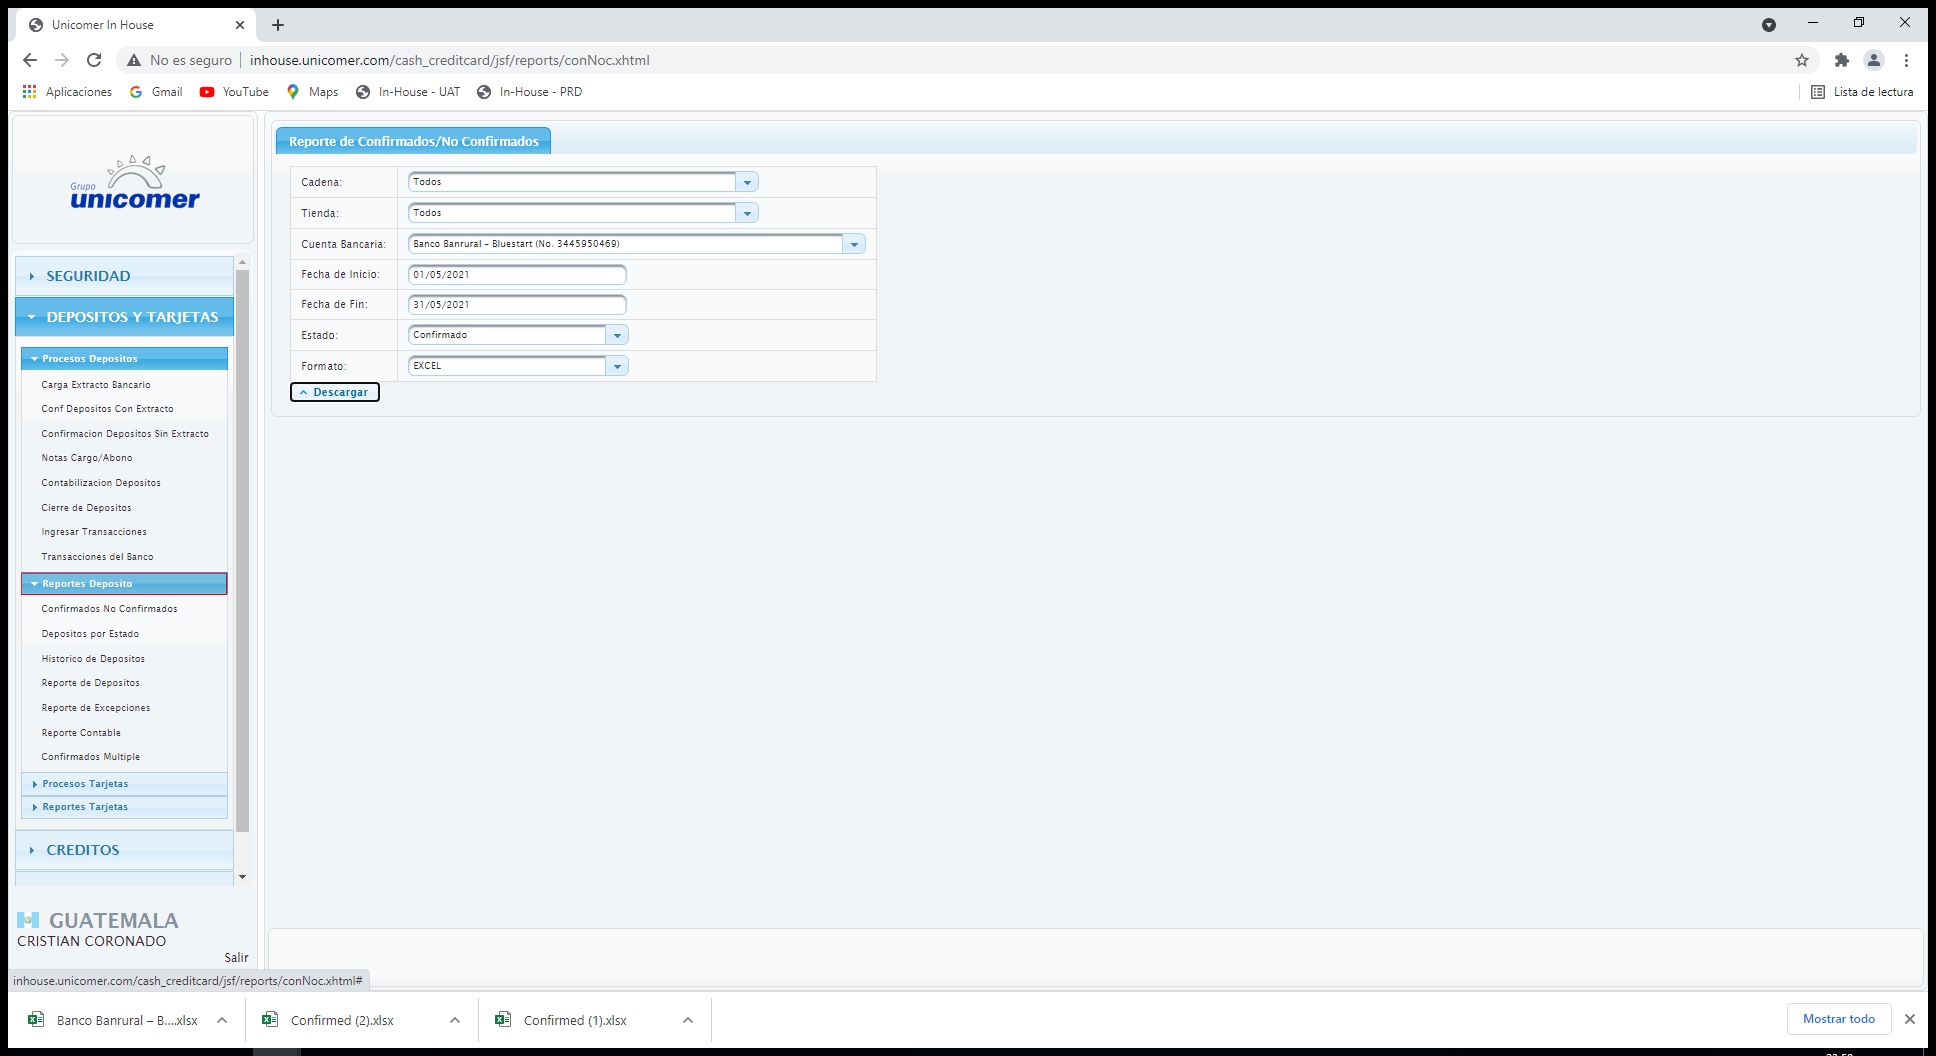 Unicomer In House
No es seguro | inhouse.unicomer.com/cash_creditcard/jsf/reports/conNoc.xhtml
Aplicaciones Gmail YouTube Maps In-House - UAT In-House - PRD Lista de lectura
Grupo
unicomer
SEGURIDAD
DEPOSITOS Y TARJETAS
Procesos Depositos
Carga Extracto Bancario
Conf Depositos Con Extracto
Confirmacion Depositos Sin Extracto
Notas Cargo/Abono
Contabilizacion Depositos
Cierre de Depositos
Ingresar Transacciones
Transacciones del Banco
Reportes Deposito
Confirmados No Confirmados
Depositos por Estado
Historico de Depositos
Reporte de Depositos
Reporte de Excepciones
Reporte Contable
Confirmados Multiple
Procesos Tarjetas
Reportes Tarjetas
CREDITOS
GUATEMALA
CRISTIAN CORONADO
Salir
Reporte de Confirmados/No Confirmados
Cadena: Todos
Tienda: Todos
Cuenta Bancaria: Banco Banrural - Bluestart (No. 3445950469)
Fecha de Inicio: 01/05/2021
Fecha de Fin: 31/05/2021
Estado: Confirmado
Formato: EXCEL
Descargar
inhouse.unicomer.com/cash_creditcard/jsf/reports/conNoc.xhtml#
Banco Banrural – B....xlsx Confirmed (2).xlsx Confirmed (1).xlsx Mostrar todo